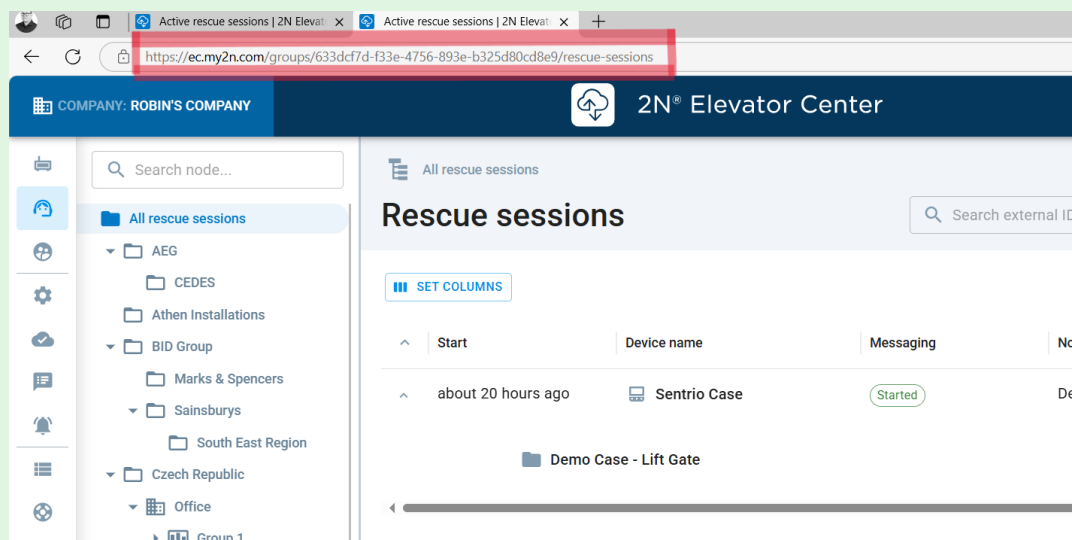 Active rescue sessions | 2N Elevat
Active rescue sessions | 2N Elevat
https://ec.my2n.com/groups/633dcf7d-f33e-4756-893e-b325d80cd8e9/rescue-sessions
COMPANY: ROBIN'S COMPANY
2N® Elevator Center
Search node...
All rescue sessions
All rescue sessions
Rescue sessions
Search external ID
AEG
CEDES
SET COLUMNS
Athen Installations
BID Group
Start
Device name
Messaging
No
Marks & Spencers
about 20 hours ago
Sentrio Case
Started
De
Sainsburys
South East Region
Demo Case - Lift Gate
Czech Republic
Office
Group 1